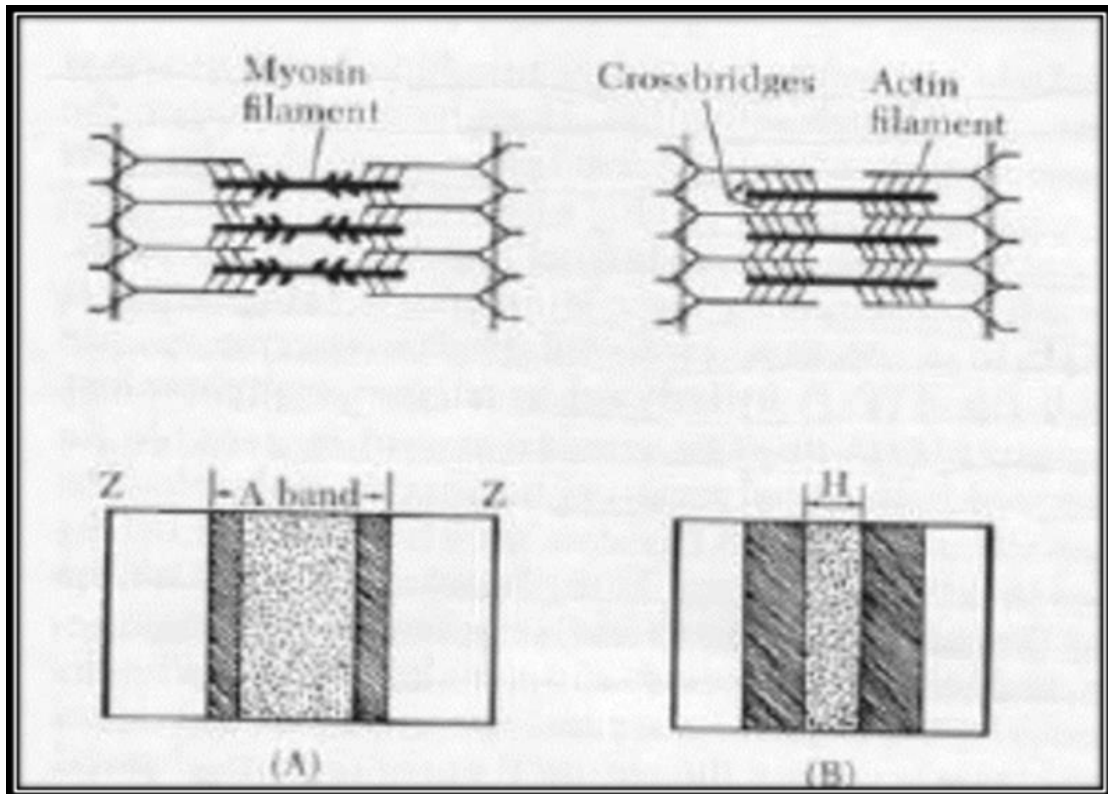 Myosin
filament
Crossbridges
Actin
filament
Z
A band
Z
H
(A)
(B)